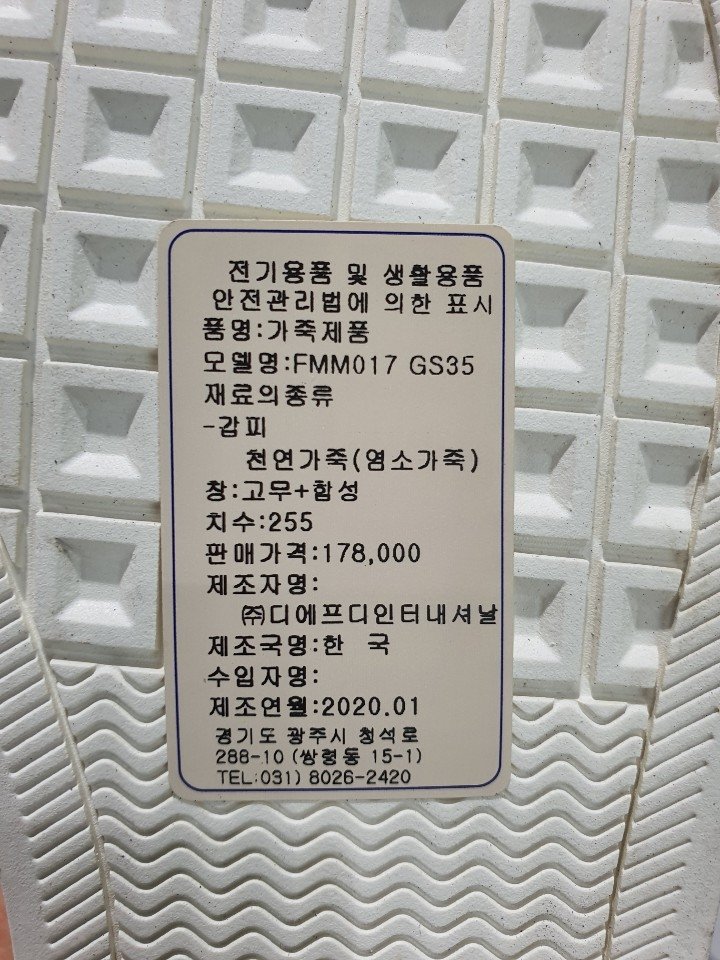 전기용품 및 생활용품
안전관리법에 의한 표시
품명:가죽제품
모델명:FMM017 GS35
재료의종류
-감피
천연가죽(염소가죽)
창:고무+합성
치수:255
판매가격:178,000
제조자명:
㈜디에프디인터내셔날
제조국명:한 국
수입자명:
제조연월:2020.01
경기도 광주시 청석로
288-10 (쌍령동 15-1)
TEL:031) 8026-2420